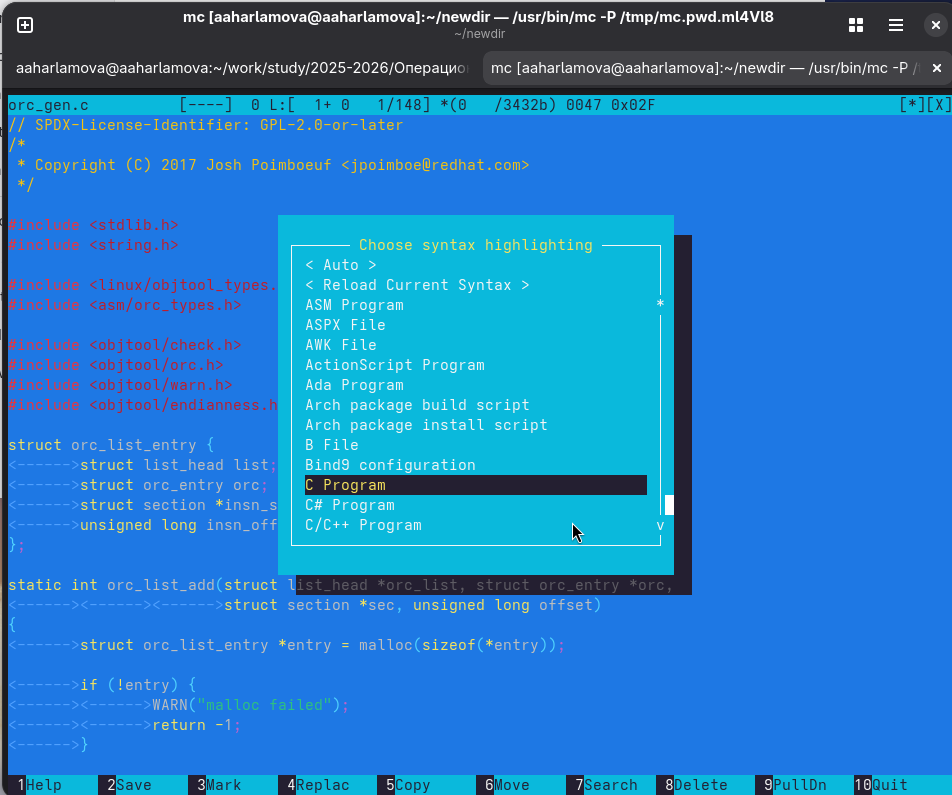 mc [aaharlamova@aaharlamova]:~/newdir — /usr/bin/mc -P /tmp/mc.pwd.ml4Vl8
~/newdir
aaharlamova@aaharlamova:~/work/study/2025-2026/Операцио
mc [aaharlamova@aaharlamova]:~/newdir — /usr/bin/mc -P /
orc_gen.c [----] 0 L:[ 1+ 0 1/148] *(0 /3432b) 0047 0x02F [*][X]
// SPDX-License-Identifier: GPL-2.0-or-later
/*
* Copyright (C) 2017 Josh Poimboeuf <jpoimboe@redhat.com>
*/
#include <stdlib.h>
#include <string.h>
#include <linux/objtool_types.
#include <asm/orc_types.h>
#include <objtool/check.h>
#include <objtool/orc.h>
#include <objtool/warn.h>
#include <objtool/endianness.h
struct orc_list_entry {
<------>struct list_head list;
<------>struct orc_entry orc;
<------>struct section *insn_s
<------>unsigned long insn_off
};
Choose syntax highlighting
< Auto >
< Reload Current Syntax >
ASM Program *
ASPX File
AWK File
ActionScript Program
Ada Program
Arch package build script
Arch package install script
B File
Bind9 configuration
C Program
C# Program
C/C++ Program v
static int orc_list_add(struct list_head *orc_list, struct orc_entry *orc,
<------><------><------>struct section *sec, unsigned long offset)
{
<------>struct orc_list_entry *entry = malloc(sizeof(*entry));
<------>if (!entry) {
<------><------>WARN("malloc failed");
<------><------>return -1;
<------>}
1Help 2Save 3Mark 4Replac 5Copy 6Move 7Search 8Delete 9PullDn 10Quit